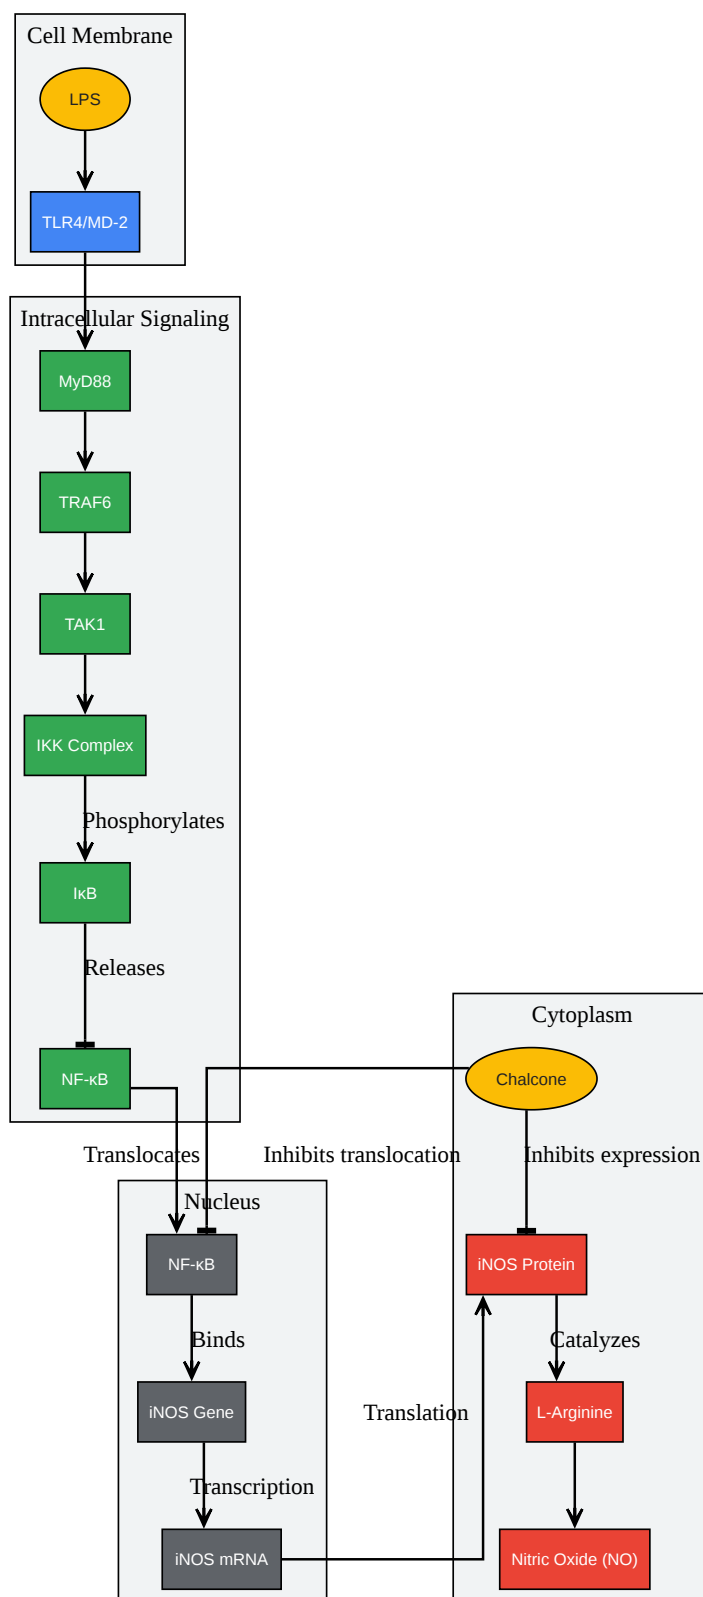 Cell Membrane
LPS
TLR4/MD-2
Intracellular Signaling
MyD88
TRAF6
TAK1
IKK Complex
Phosphorylates
IκB
Releases
NF-κB
Cytoplasm
Chalcone
Translocates
Inhibits translocation
Inhibits expression
Nucleus
NF-κB
iNOS Protein
Binds
Catalyzes
iNOS Gene
Translation
L-Arginine
Transcription
iNOS mRNA
Nitric Oxide (NO)